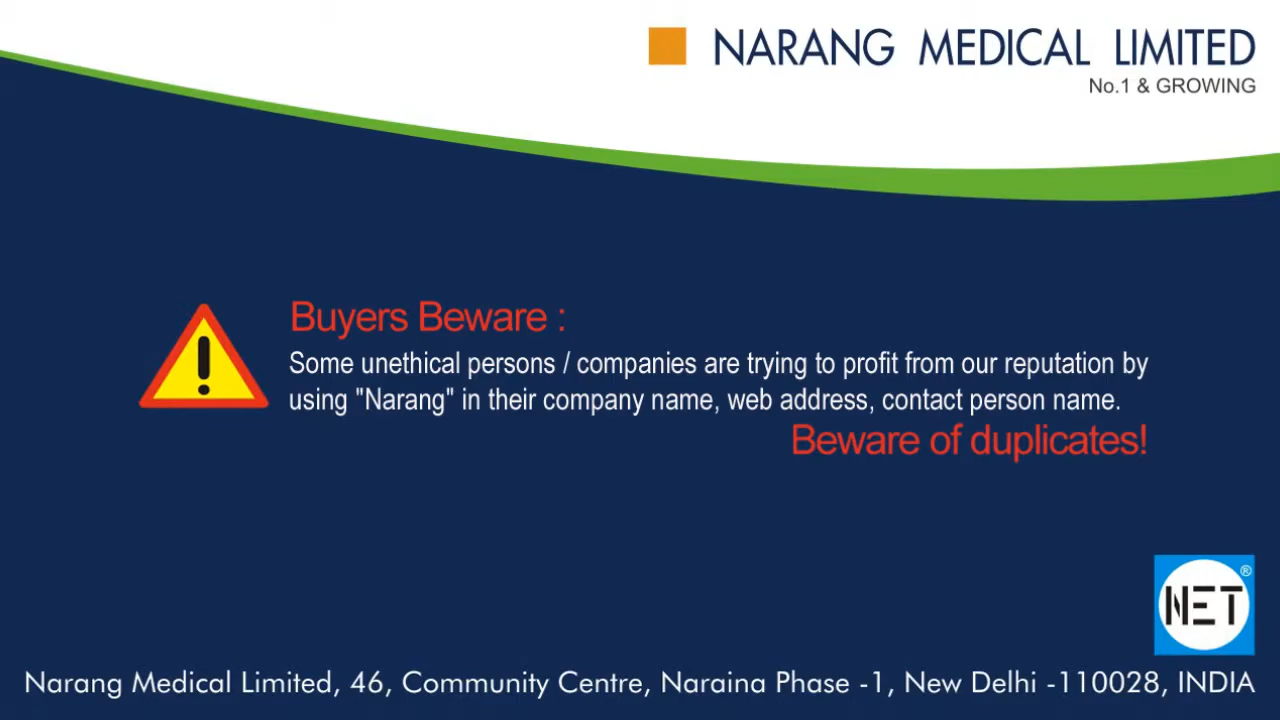 NARANG MEDICAL LIMITED
No.1 & GROWING
Buyers Beware :
Some unethical persons / companies are trying to profit from our reputation by
using "Narang" in their company name, web address, contact person name.
Beware of duplicates!
NET®
Narang Medical Limited, 46, Community Centre, Naraina Phase -1, New Delhi -110028, INDIA